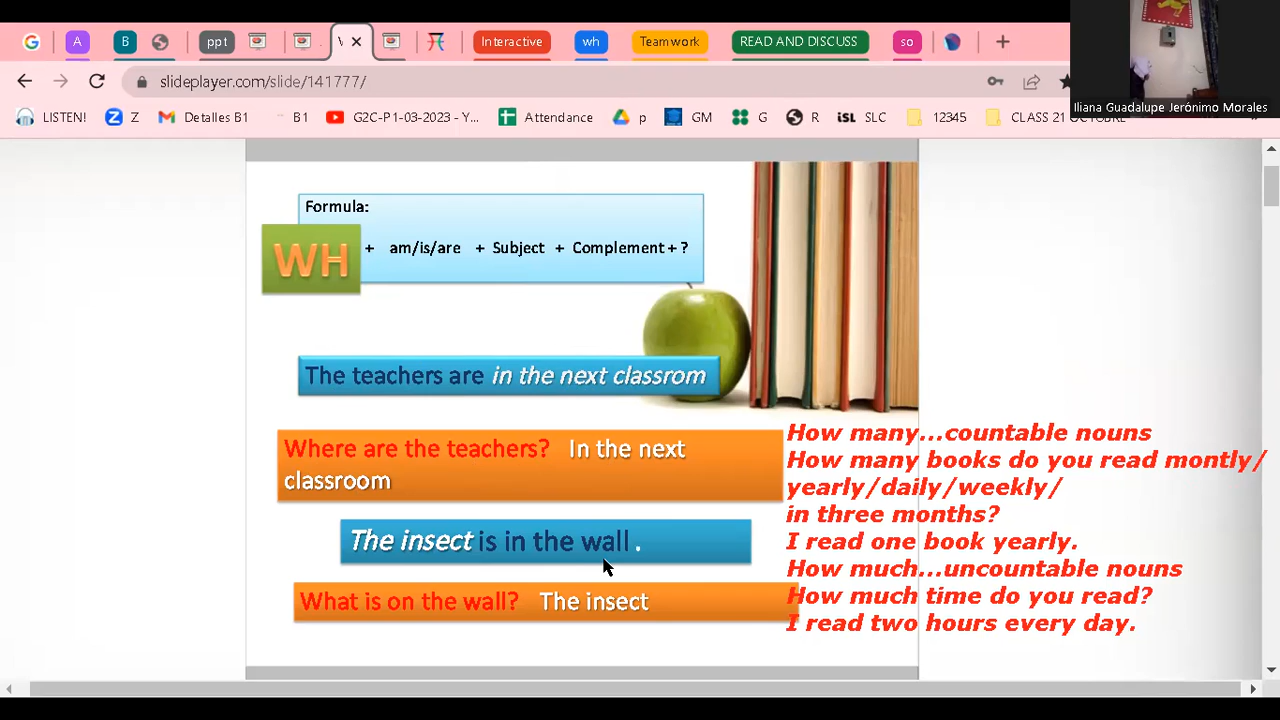 A
B
ppt
Interactive
wh
Teamwork
READ AND DISCUSS
so
slideplayer.com/slide/141777/
Iliana Guadalupe Jerónimo Morales
LISTEN!
Z
Detalles B1
B1
G2C-P1-03-2023 - Y...
Attendance
p
GM
G
R
isl SLC
12345
CLASS 21 OCTUBRE
Formula:
WH + am/is/are + Subject + Complement + ?
The teachers are in the next classrom
Where are the teachers? In the next
classroom
The insect is in the wall .
What is on the wall? The insect
How many...countable nouns
How many books do you read montly/
yearly/daily/weekly/
in three months?
I read one book yearly.
How much...uncountable nouns
How much time do you read?
I read two hours every day.